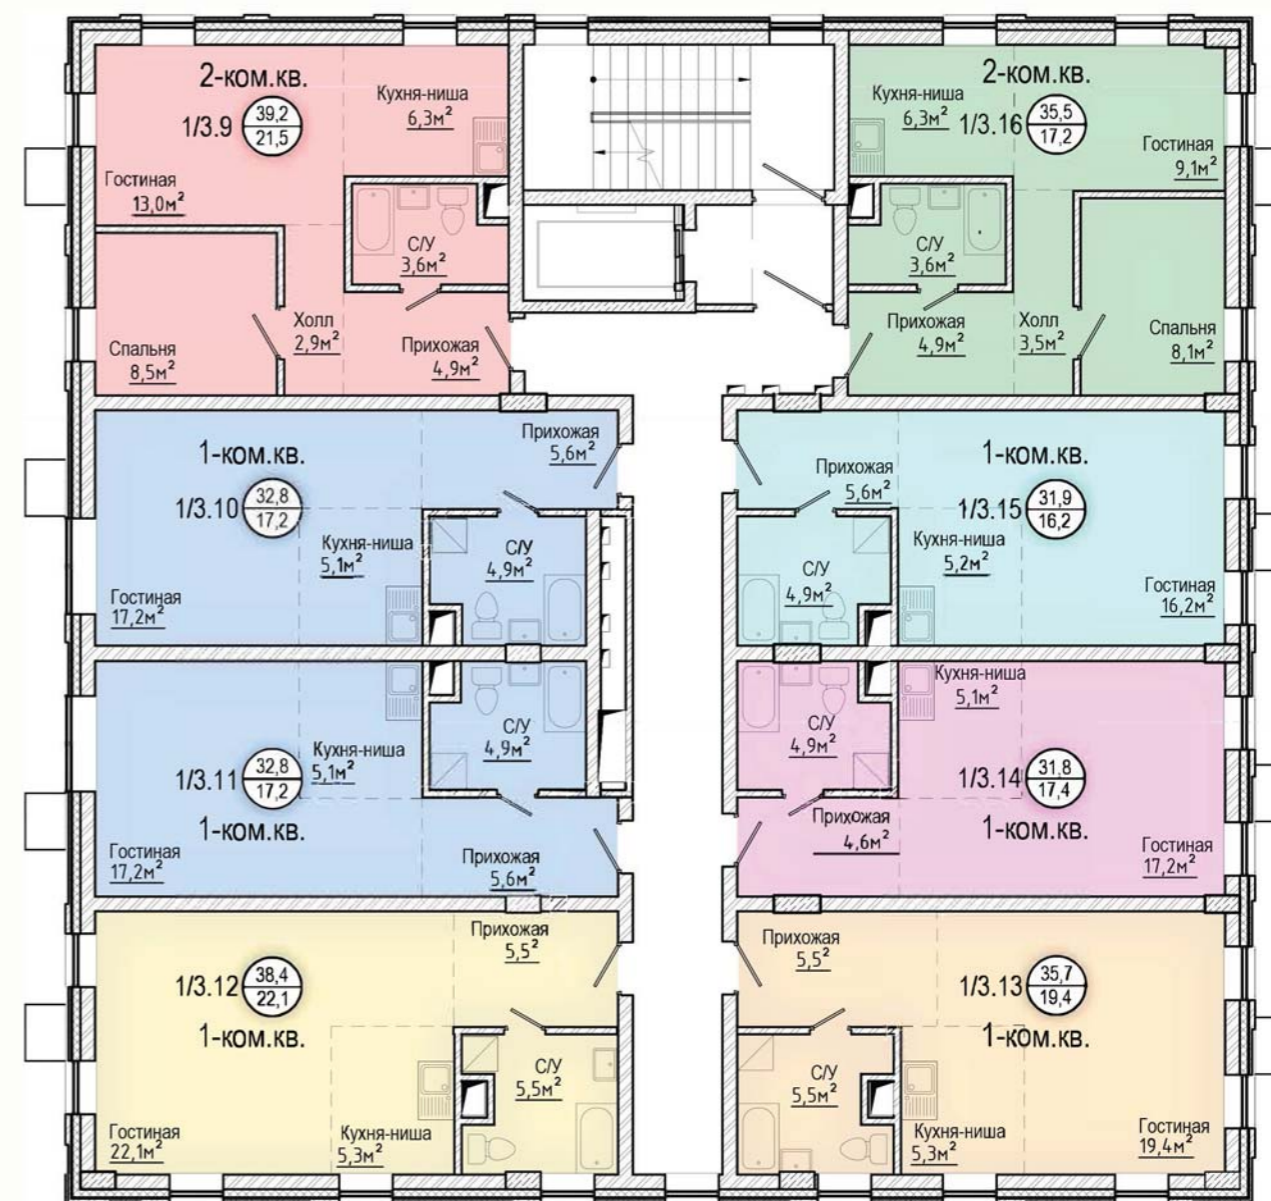 2-ком.кв.
1/3.9
39,2
21,5
Кухня-ниша
6,3м²
Гостиная
13,0м²
С/У
3,6м²
Спальня
8,5м²
Холл
2,9м²
Прихожая
4,9м²
2-ком.кв.
Кухня-ниша
6,3м²
1/3.16
35,5
17,2
Гостиная
9,1м²
С/У
3,6м²
Прихожая
4,9м²
Холл
3,5м²
Спальня
8,1м²
1-ком.кв.
1/3.10
32,8
17,2
Прихожая
5,6м²
Кухня-ниша
5,1м²
С/У
4,9м²
Гостиная
17,2м²
Прихожая
5,6м²
1-ком.кв.
1/3.15
31,9
16,2
Кухня-ниша
5,2м²
С/У
4,9м²
Гостиная
16,2м²
1/3.11
32,8
17,2
1-ком.кв.
Кухня-ниша
5,1м²
С/У
4,9м²
Гостиная
17,2м²
Прихожая
5,6м²
Кухня-ниша
5,1м²
С/У
4,9м²
1/3.14
31,8
17,4
1-ком.кв.
Прихожая
4,6м²
Гостиная
17,2м²
Прихожая
5,5²
1/3.12
38,4
22,1
1-ком.кв.
С/У
5,5м²
Гостиная
22,1м²
Кухня-ниша
5,3м²
Прихожая
5,5²
1/3.13
35,7
19,4
1-ком.кв.
С/У
5,5м²
Кухня-ниша
5,3м²
Гостиная
19,4м²